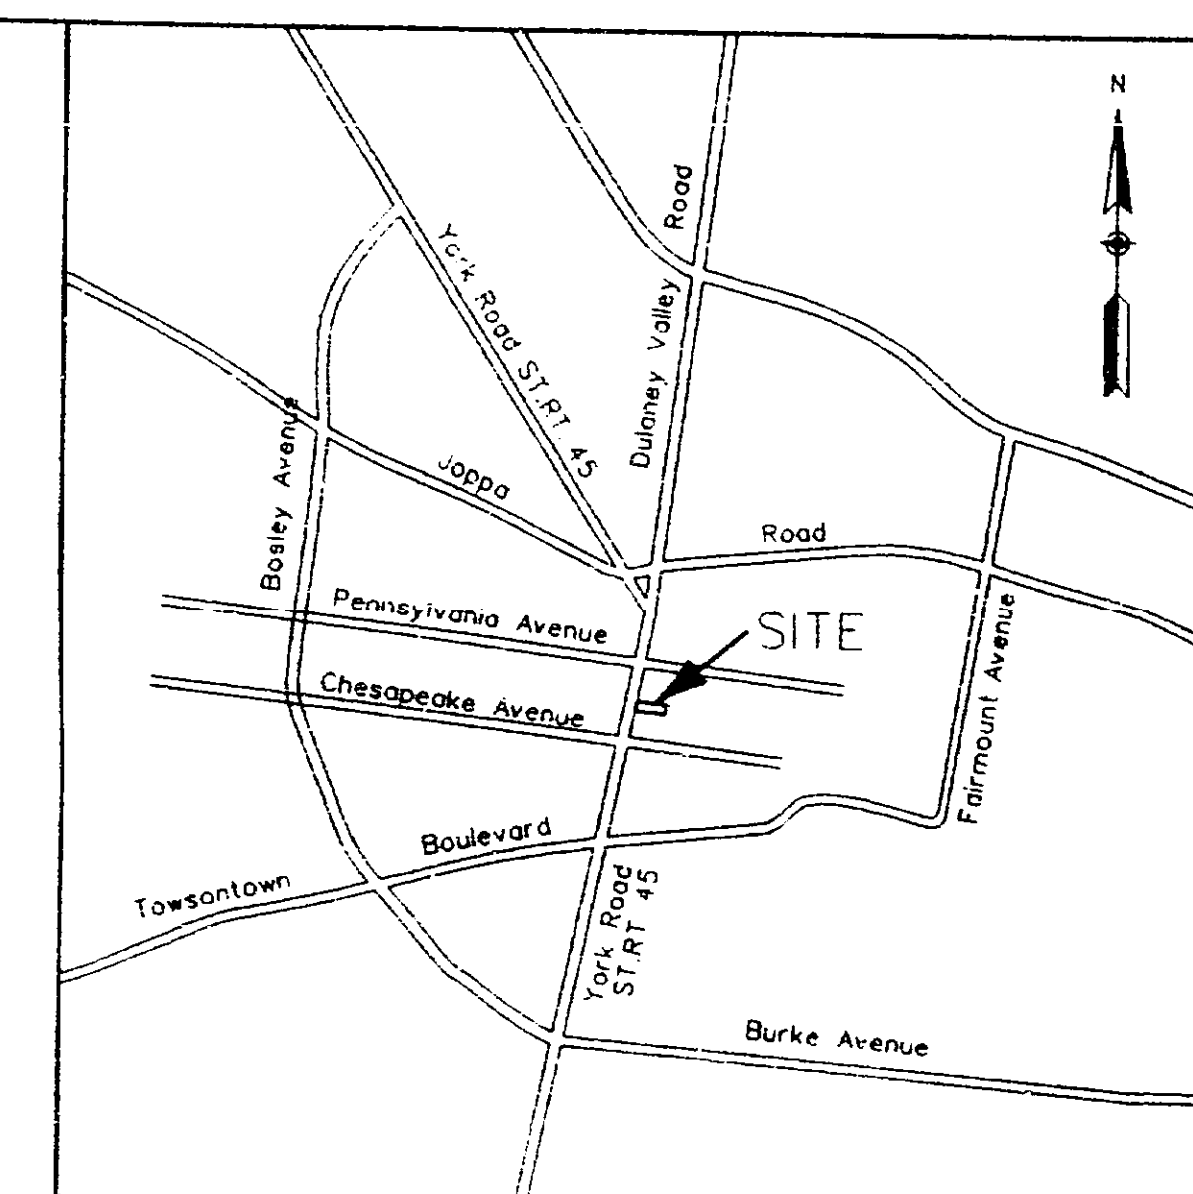 N
Road
York Road ST.RT. 45
Dulaney Valley
Bosley Avenue
Joppa
Road
Pennsylvania Avenue
SITE
Chesapeake Avenue
Fairmount Avenue
Boulevard
Towsontown
York Road
ST.RT 45
Burke Avenue